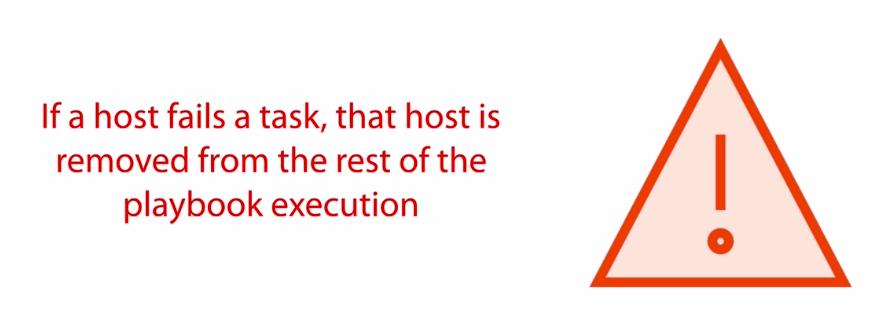 If a host fails a task, that host is
removed from the rest of the
playbook execution